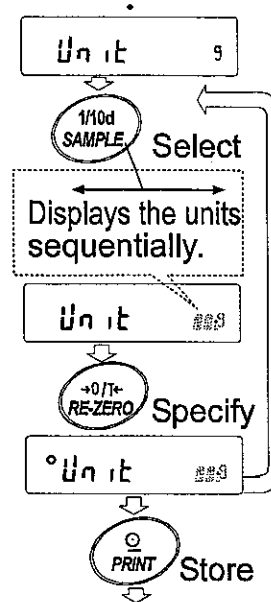 Unit g
1/10d
SAMPLE
Select
Displays the units
sequentially.
Unit
→0/T←
RE-ZERO
Specify
°Unit
PRINT
Store